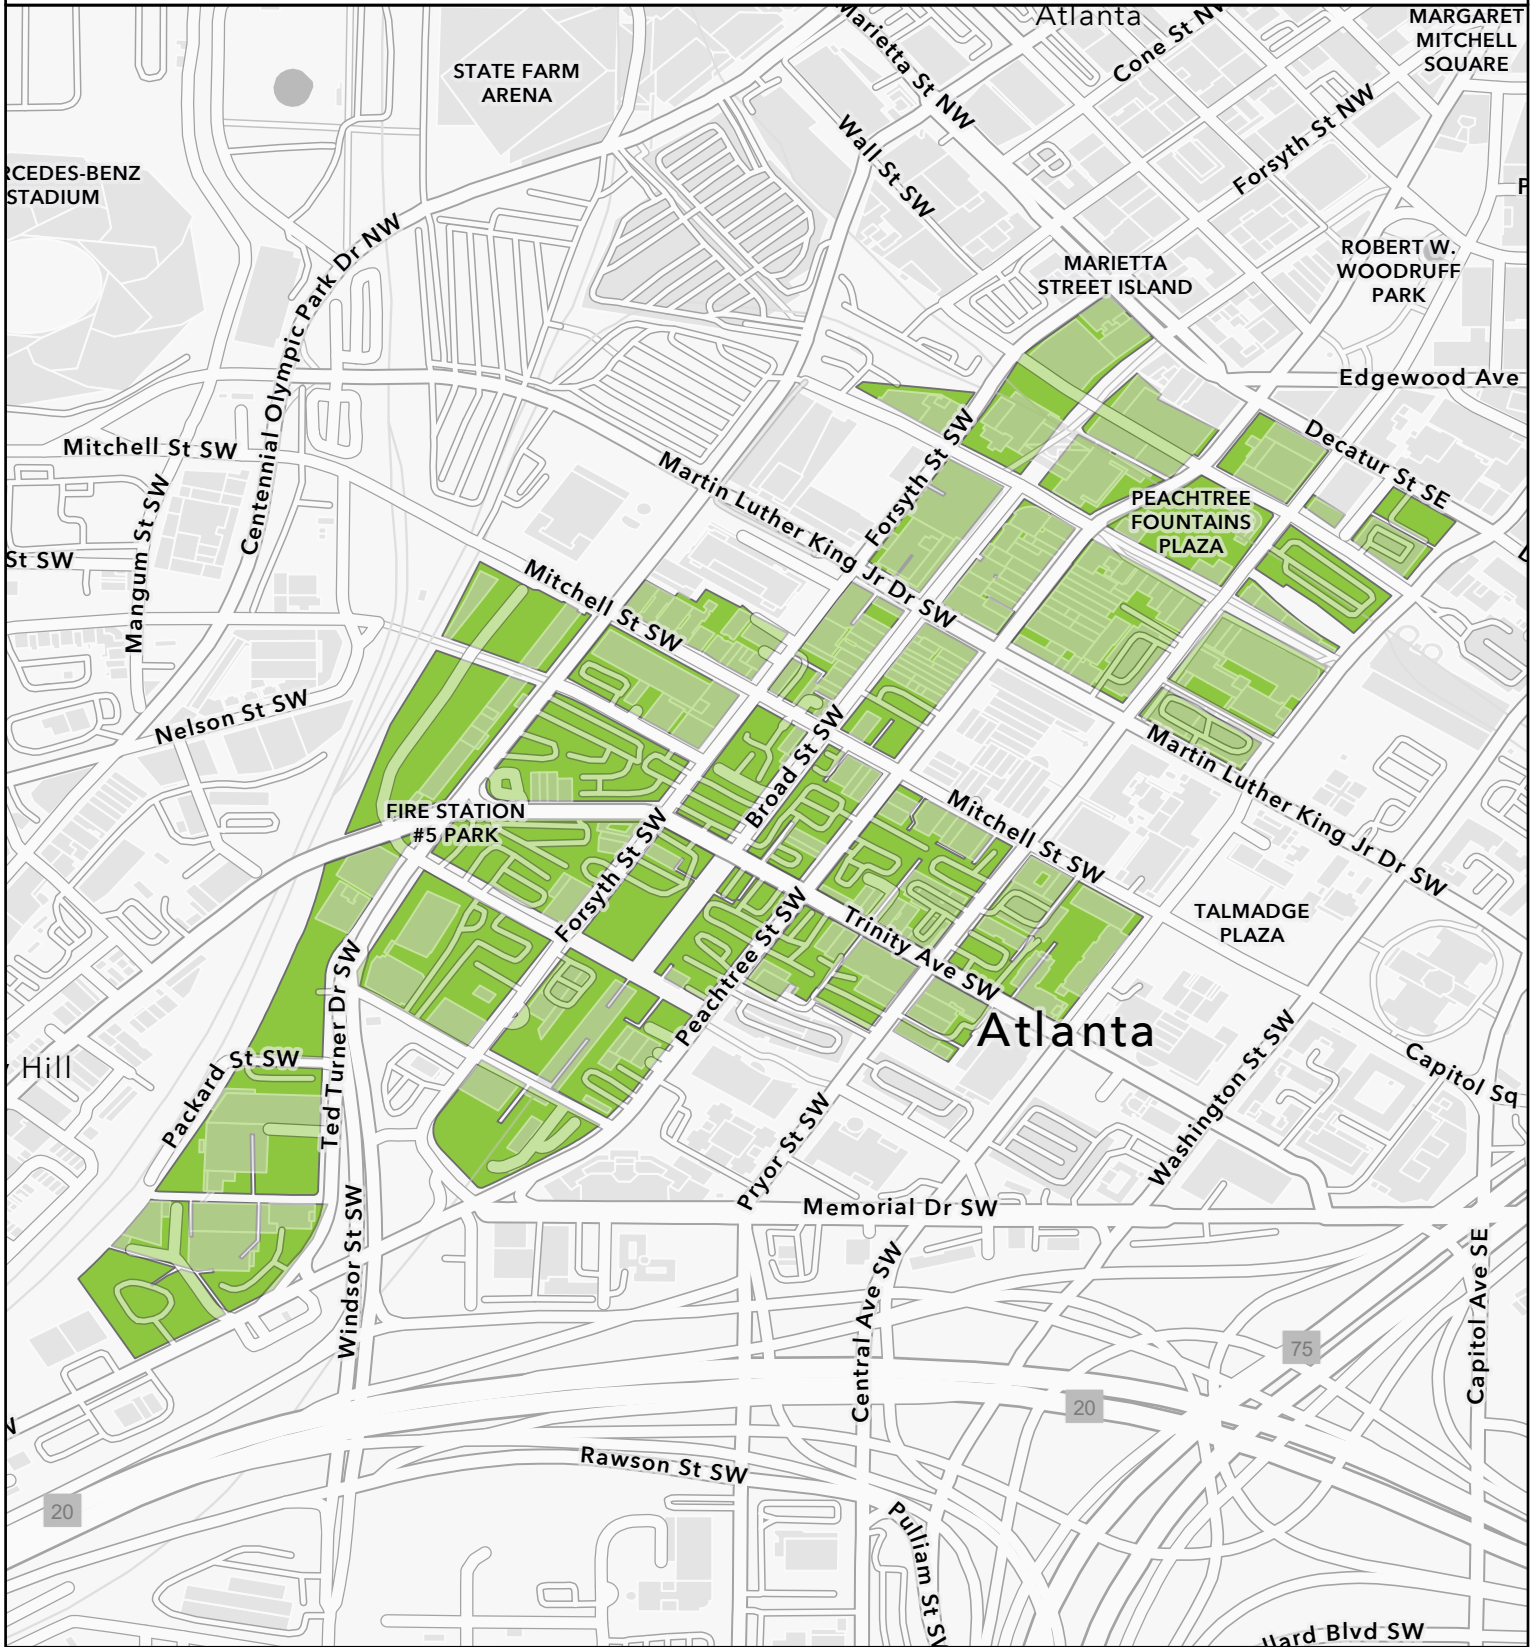 Atlanta
MARGARET
MITCHELL
SQUARE
Marietta St NW
Cone St NW
STATE FARM
ARENA
Wall St SW
Forsyth St NW
RCEDES-BENZ
STADIUM
P
Centennial Olympic Park Dr NW
MARIETTA
STREET ISLAND
ROBERT W.
WOODRUFF
PARK
Edgewood Ave
Mitchell St SW
Decatur St SE
Martin Luther King Jr Dr SW
Forsyth St SW
PEACHTREE
FOUNTAINS
PLAZA
Mangum St SW
St SW
Mitchell St SW
Nelson St SW
Broad St SW
Martin Luther King Jr Dr SW
FIRE STATION
#5 PARK
Mitchell St SW
Forsyth St SW
Peachtree St SW
Trinity Ave SW
TALMADGE
PLAZA
Ted Turner Dr SW
Atlanta
Hill
Packard St SW
Washington St SW
Capitol Sq
Pryor St SW
Memorial Dr SW
Windsor St SW
Central Ave SW
Capitol Ave SE
75
20
Rawson St SW
20
Pulliam St SW
llard Blvd SW